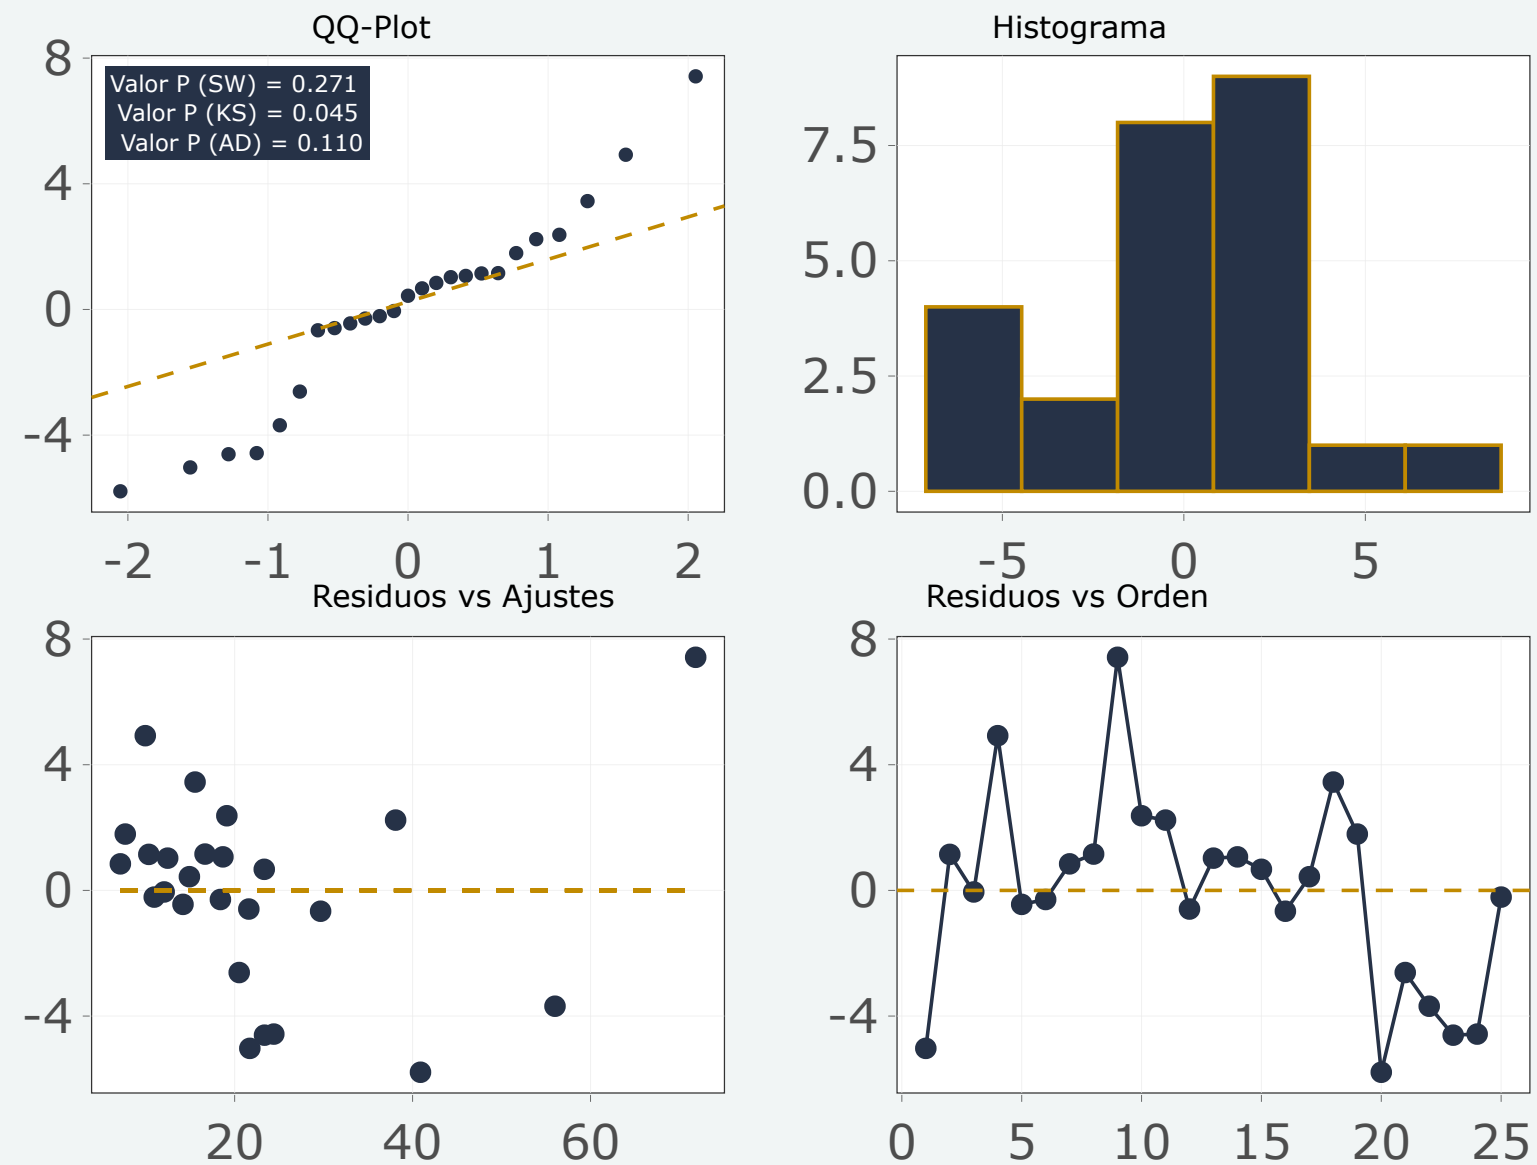 QQ-Plot
8
4
0
-4
Valor P (SW) = 0.271
Valor P (KS) = 0.045
Valor P (AD) = 0.110
-2 -1 0 1 2
Histograma
7.5
5.0
2.5
0.0
-5 0 5
Residuos vs Ajustes
8
4
0
-4
20 40 60
Residuos vs Orden
8
4
0
-4
0 5 10 15 20 25